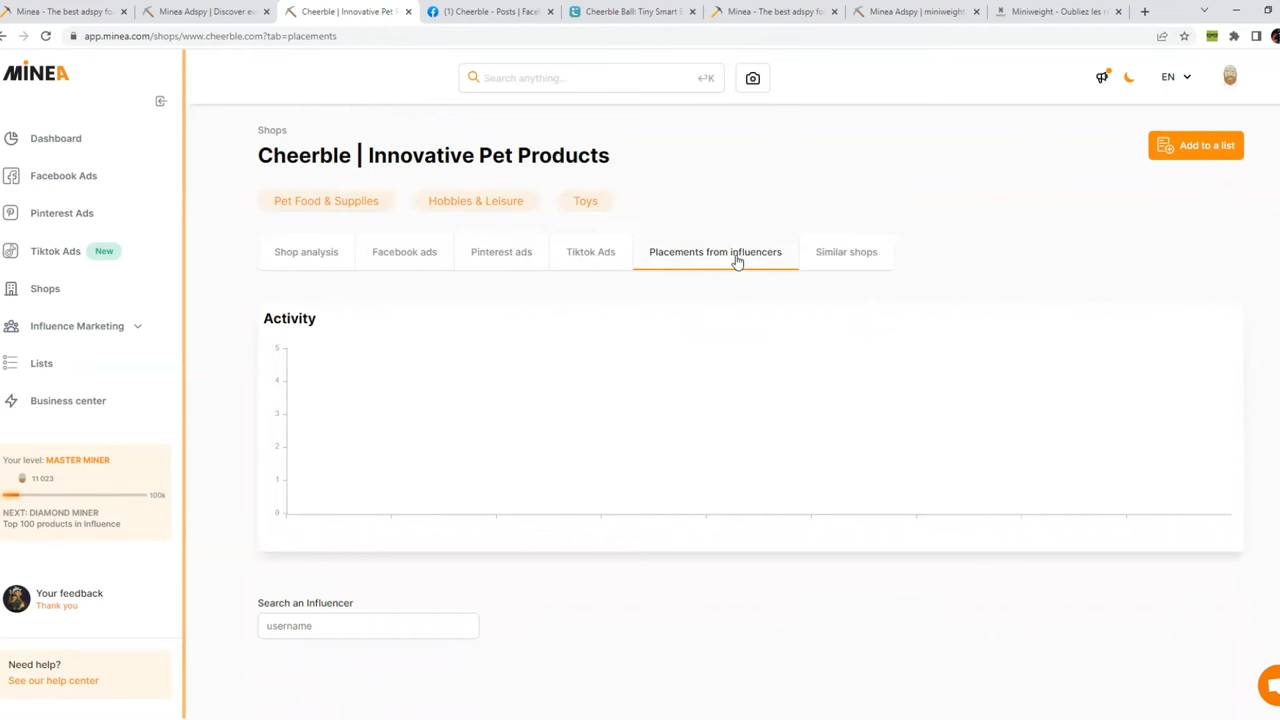 Minea - The best adspy fo
Minea Adspy | Discover e
Cheerble | Innovative Pet P
(1) Cheerble - Posts | Face
Cheerble Ball: Tiny Smart
Minea - The best adspy fo
Minea Adspy | miniweight
Miniweight - Oubliez les
app.minea.com/shops/www.cheerble.com?tab=placements
MINEA
Search anything...
K
EN
Dashboard
Facebook Ads
Pinterest Ads
Tiktok Ads New
Shops
Influence Marketing
Lists
Business center
Your level: MASTER MINER
11 023
100k
NEXT: DIAMOND MINER
Top 100 products in Influence
Your feedback
Thank you
Need help?
See our help center
Shops
Cheerble | Innovative Pet Products
Add to a list
Pet Food & Supplies
Hobbies & Leisure
Toys
Shop analysis
Facebook ads
Pinterest ads
Tiktok Ads
Placements from influencers
Similar shops
Activity
5
4
3
2
1
0
Search an Influencer
username